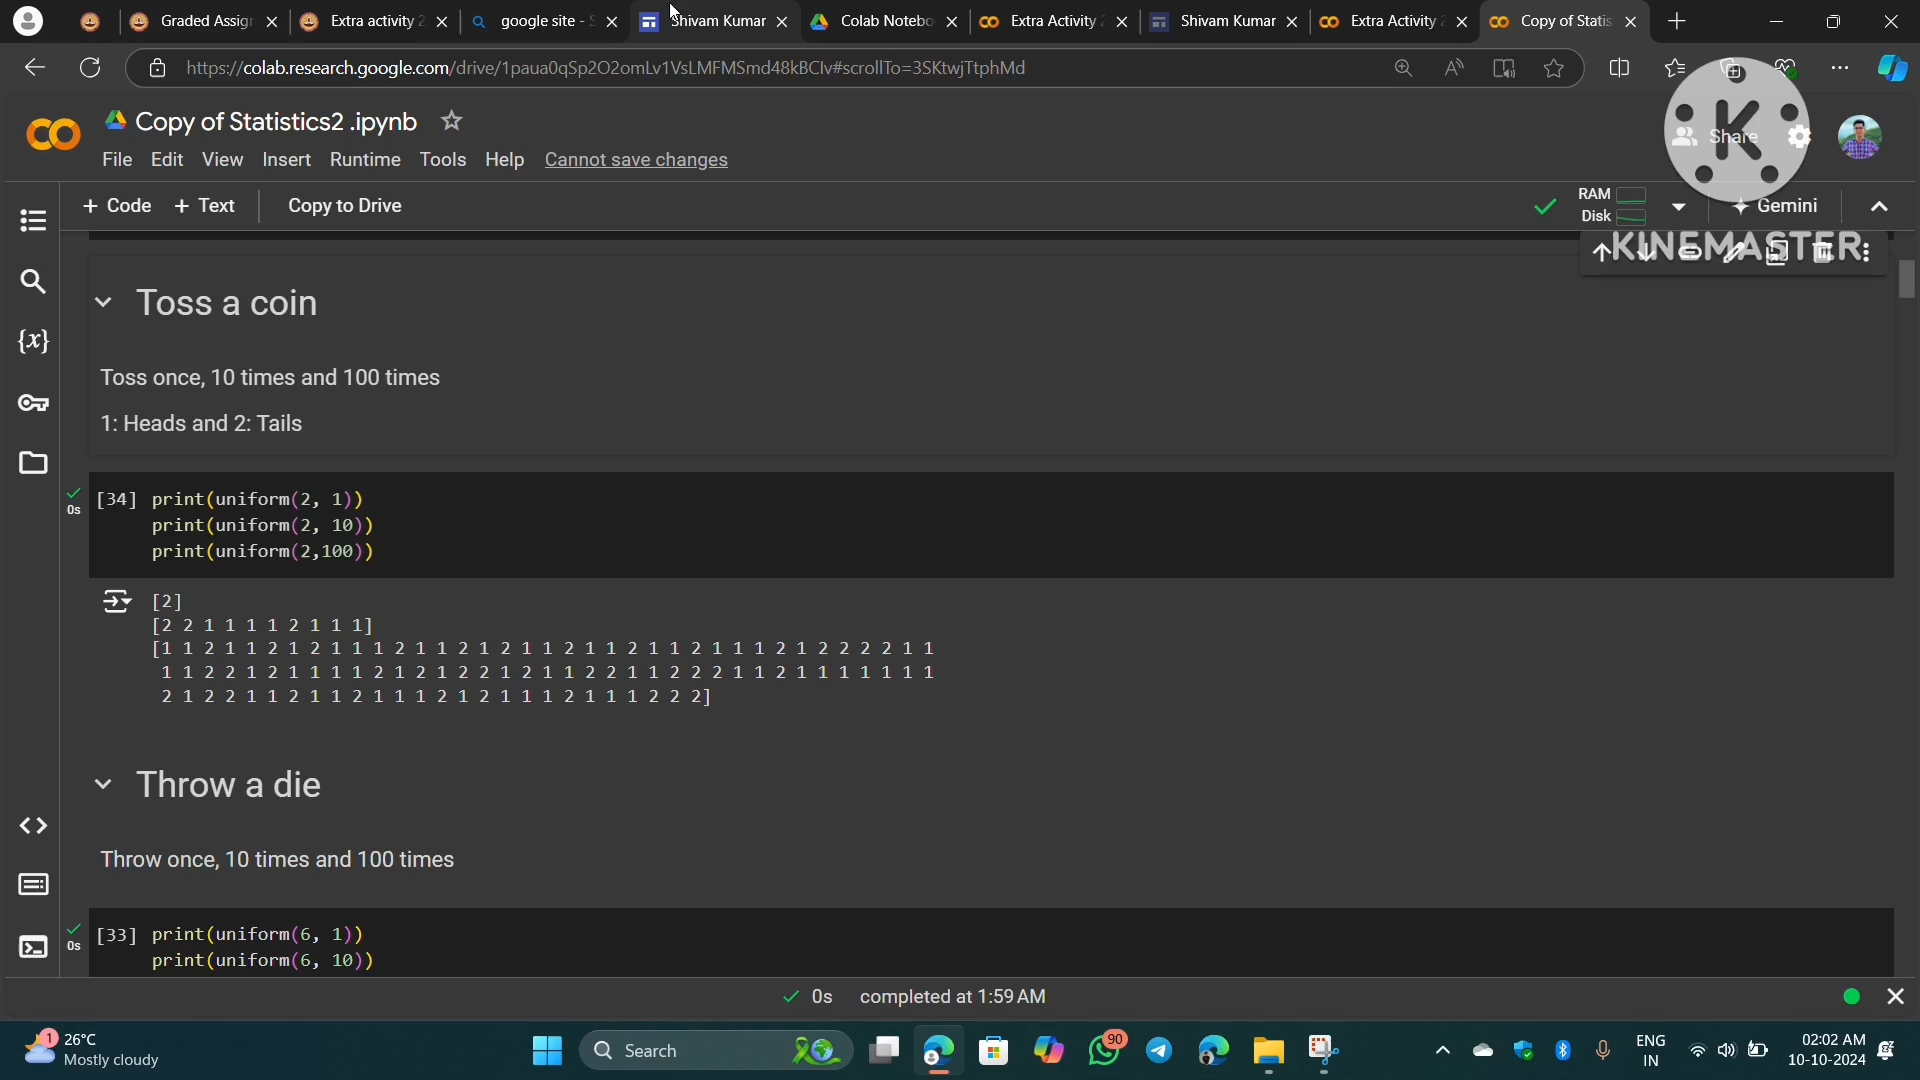 Graded Assign
Extra activity 2
google site - S
Shivam Kumar
Colab Notebo
Extra Activity 2
Shivam Kumar
Extra Activity 2
Copy of Statis
https://colab.research.google.com/drive/1paua0qSp2O2omLv1VsLMFMSmd48kBClv#scrollTo=3SKtwjTtphMd
Copy of Statistics2 .ipynb
File Edit View Insert Runtime Tools Help Cannot save changes
K
Share
+ Code + Text Copy to Drive
RAM
Disk
Gemini
KINEMASTER
Toss a coin
Toss once, 10 times and 100 times
1: Heads and 2: Tails
0s
[34] print(uniform(2, 1))
print(uniform(2, 10))
print(uniform(2,100))
[2]
[2 2 1 1 1 1 2 1 1 1]
[1 1 2 1 1 2 1 2 1 1 1 2 1 1 2 1 2 1 1 2 1 1 2 1 1 2 1 1 1 2 1 2 2 2 2 1 1
1 1 2 2 1 2 1 1 1 1 2 1 2 1 2 2 1 2 1 1 2 2 1 1 2 2 2 1 1 2 1 1 1 1 1 1 1
2 1 2 2 1 1 2 1 1 2 1 1 1 2 1 2 1 1 1 2 1 1 1 2 2 2]
Throw a die
Throw once, 10 times and 100 times
0s
[33] print(uniform(6, 1))
print(uniform(6, 10))
0s completed at 1:59 AM
1
26°C
Mostly cloudy
Search
90
ENG
IN
02:02 AM
10-10-2024